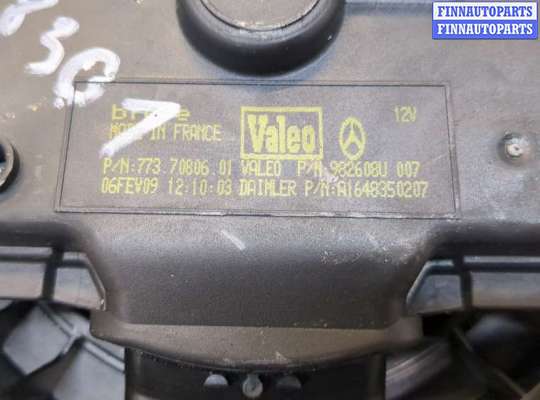 FINNAUTOPARTS
FINNAUTOPARTS
830
12V
MADE IN FRANCE
Valeo
P/N:773.70806.01 VALEO P/N 982608U 007
06FEV09 12:10:03 DAIMLER P/N:A1648350207